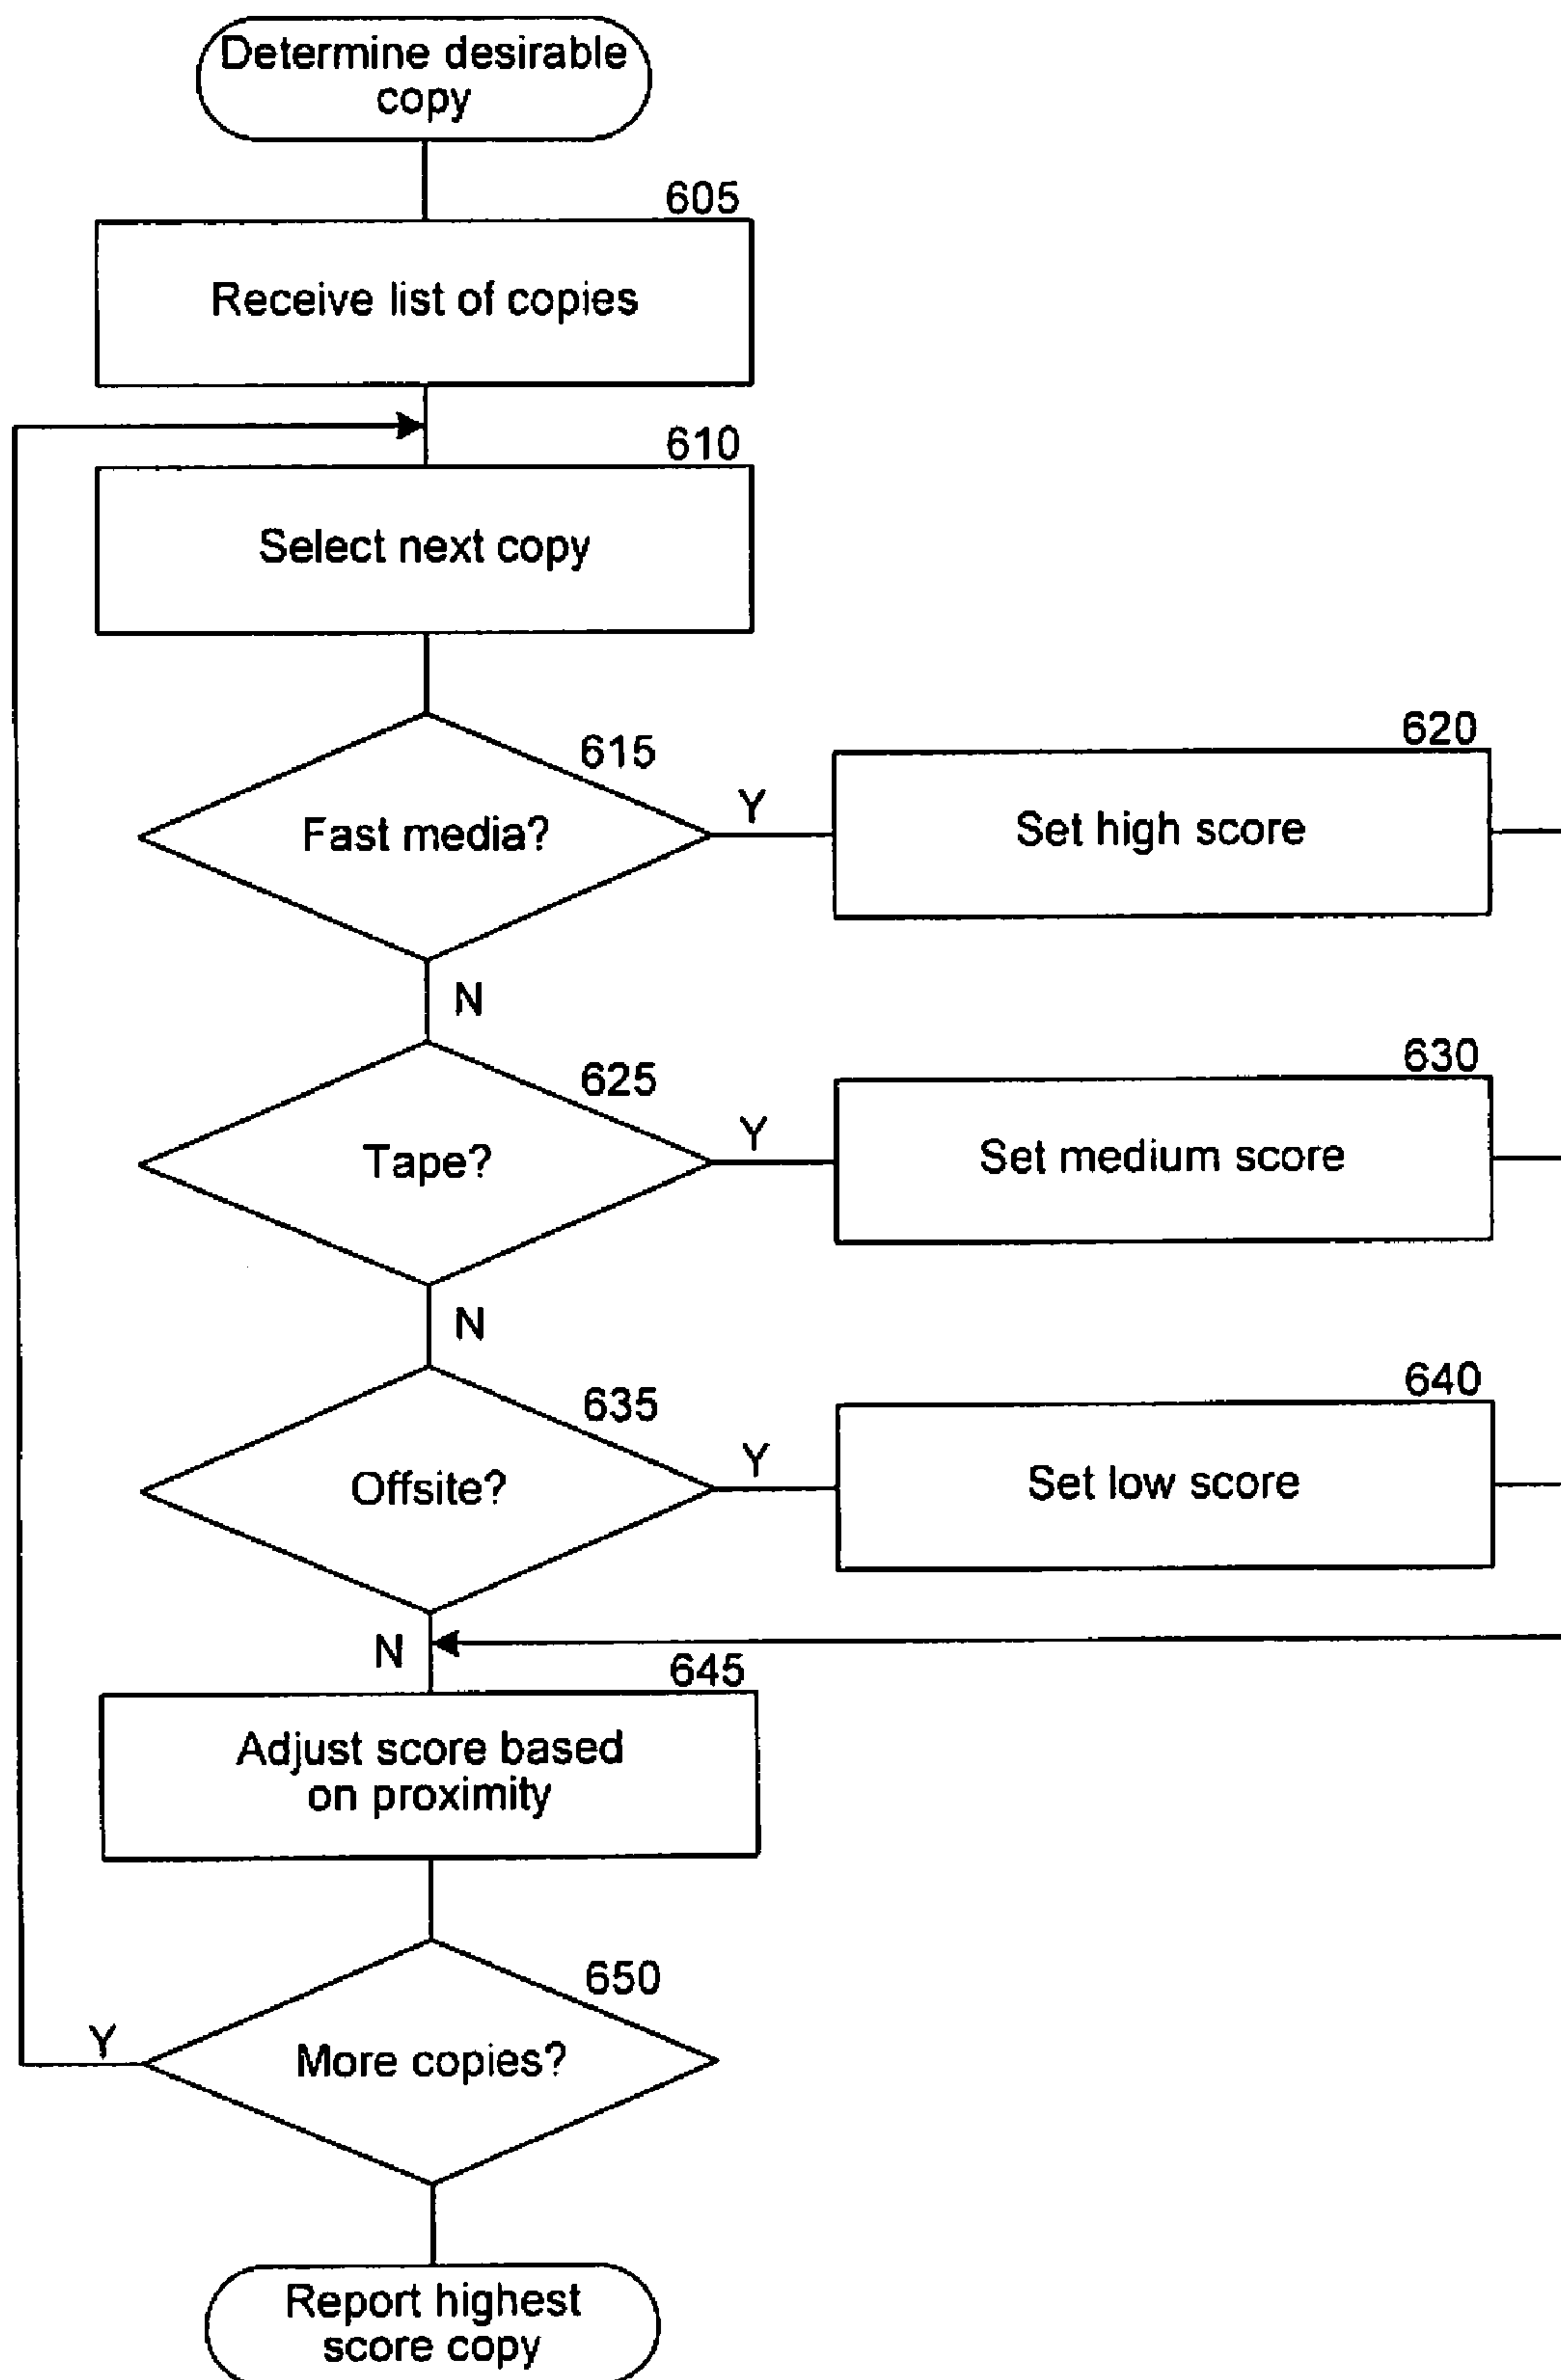 Determine desirable
copy
605
Receive list of copies
610
Select next copy
615
Fast media?
Y
620
Set high score
N
625
Tape?
Y
630
Set medium score
N
635
Offsite?
Y
640
Set low score
N
645
Adjust score based
on proximity
650
More copies?
Y
Report highest
score copy